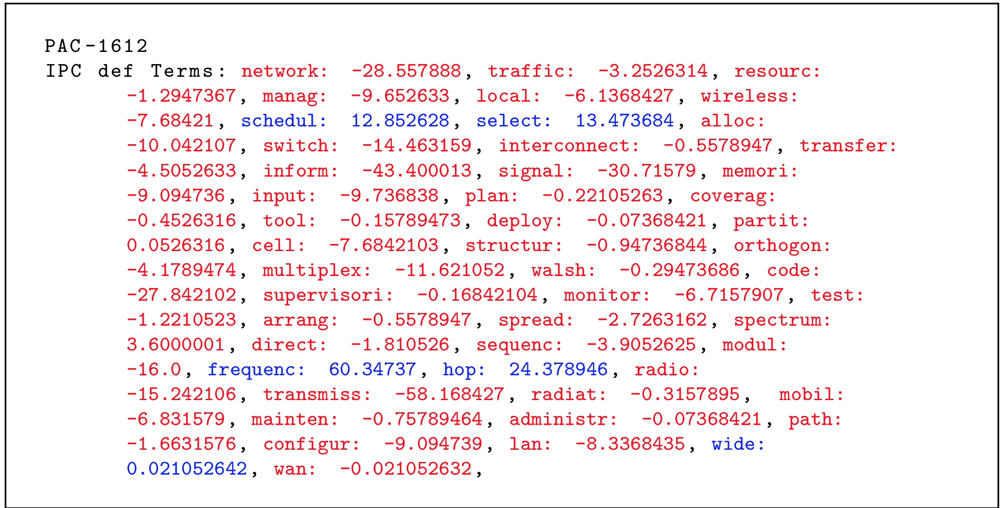 PAC-1612
IPC def Terms: network: -28.557888, traffic: -3.2526314, resourc:
-1.2947367, manag: -9.652633, local: -6.1368427, wireless:
-7.68421, schedul: 12.852628, select: 13.473684, alloc:
-10.042107, switch: -14.463159, interconnect: -0.5578947, transfer:
-4.5052633, inform: -43.400013, signal: -30.71579, memori:
-9.094736, input: -9.736838, plan: -0.22105263, coverag:
-0.4526316, tool: -0.15789473, deploy: -0.07368421, partit:
0.0526316, cell: -7.6842103, structur: -0.94736844, orthogon:
-4.1789474, multiplex: -11.621052, walsh: -0.29473686, code:
-27.842102, supervisori: -0.16842104, monitor: -6.7157907, test:
-1.2210523, arrang: -0.5578947, spread: -2.7263162, spectrum:
3.6000001, direct: -1.810526, sequenc: -3.9052625, modul:
-16.0, frequenc: 60.34737, hop: 24.378946, radio:
-15.242106, transmiss: -58.168427, radiat: -0.3157895, mobil:
-6.831579, mainten: -0.75789464, administr: -0.07368421, path:
-1.6631576, configur: -9.094739, lan: -8.3368435, wide:
0.021052642, wan: -0.021052632,